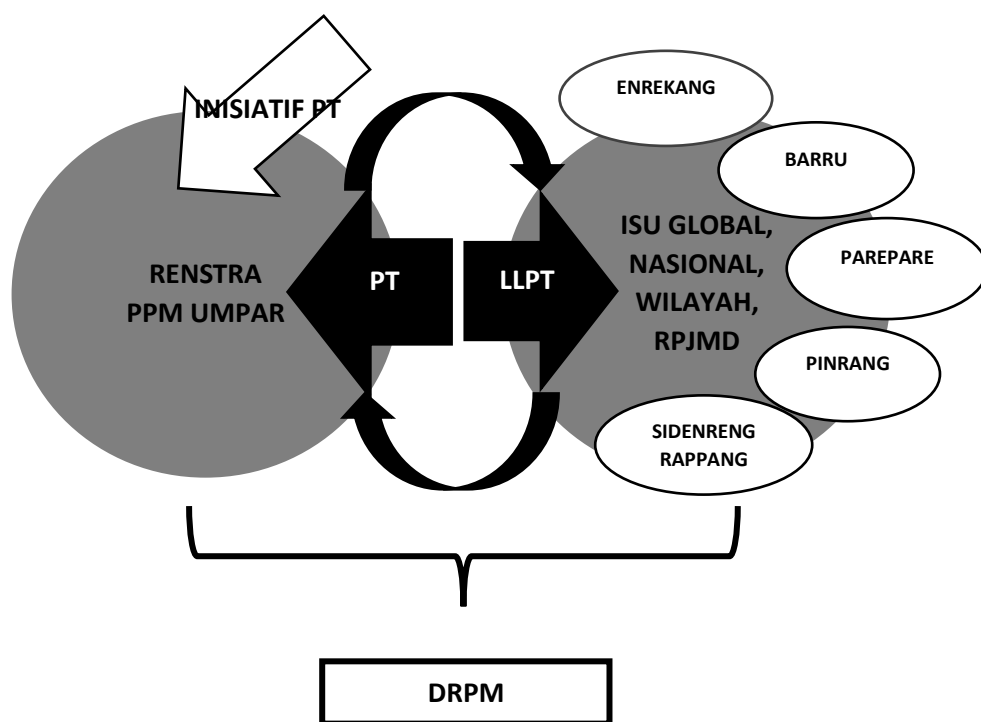 INISIATIF PT
RENSTRA
PPM UMPAR
PT
LLPT
ISU GLOBAL,
NASIONAL,
WILAYAH,
RPJMD
ENREKANG
BARRU
PAREPARE
PINRANG
SIDENRENG
RAPPANG
DRPM